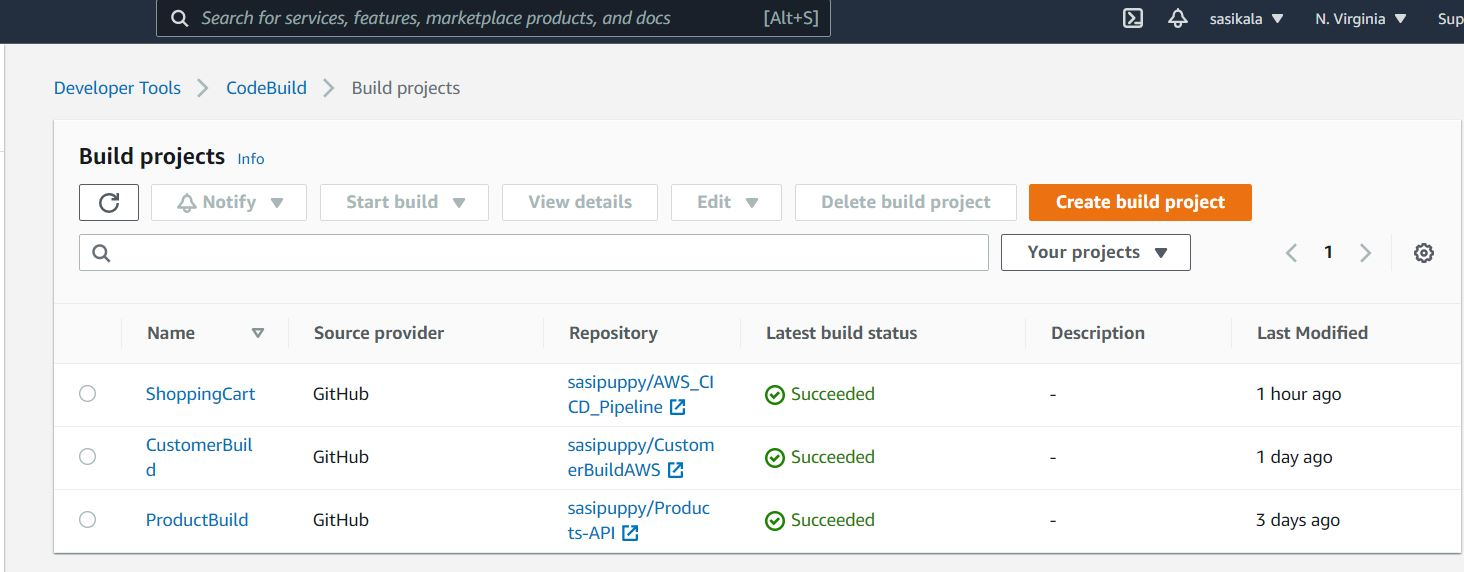 Search for services, features, marketplace products, and docs [Alt+S] sasikala N. Virginia Sup
Developer Tools CodeBuild Build projects
Build projects Info
Notify Start build View details Edit Delete build project Create build project
Your projects 1
Name Source provider Repository Latest build status Description Last Modified
ShoppingCart GitHub sasipuppy/AWS_CI Succeeded - 1 hour ago
CD_Pipeline
CustomerBuil GitHub sasipuppy/Custom Succeeded - 1 day ago
d erBuildAWS
ProductBuild GitHub sasipuppy/Produc Succeeded - 3 days ago
ts-API